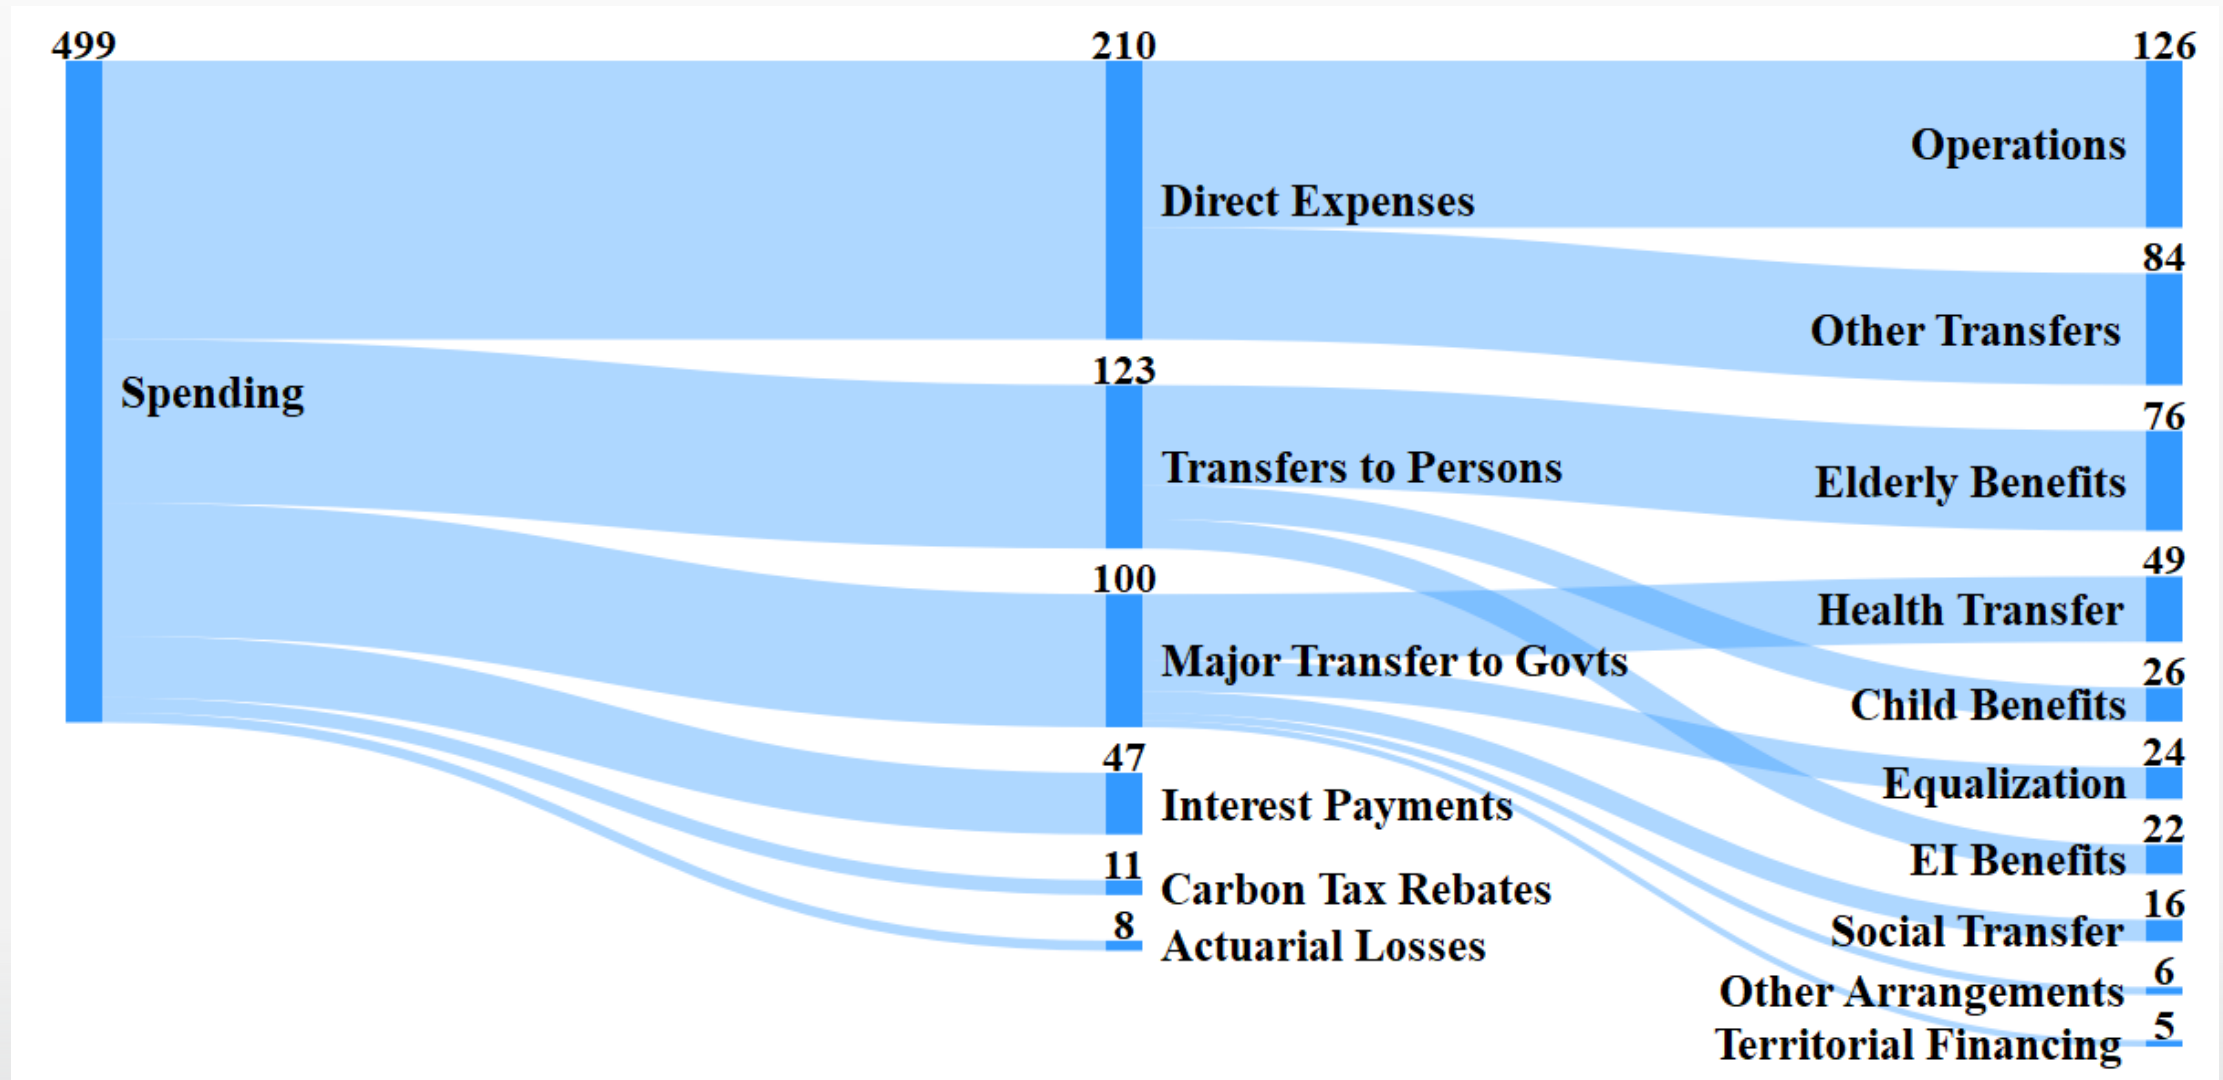 499
Spending
210
Direct Expenses
123
Transfers to Persons
100
Major Transfer to Govts
47
Interest Payments
11
Carbon Tax Rebates
8
Actuarial Losses
126
Operations
84
Other Transfers
76
Elderly Benefits
49
Health Transfer
26
Child Benefits
24
Equalization
22
EI Benefits
16
Social Transfer
6
Other Arrangements
5
Territorial Financing